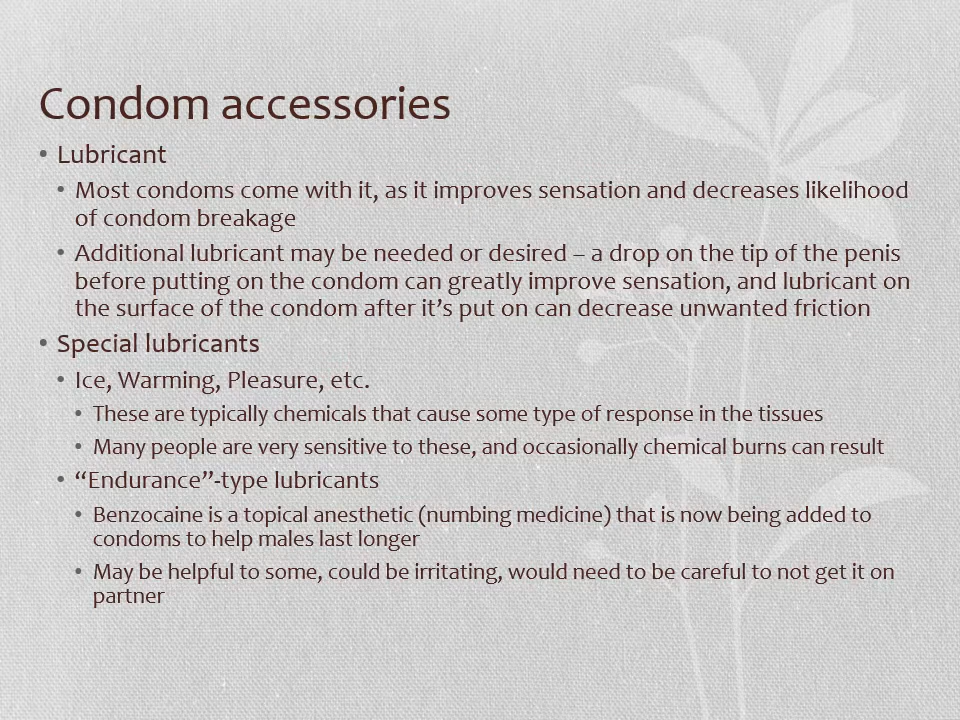 Condom accessories
• Lubricant
• Most condoms come with it, as it improves sensation and decreases likelihood
of condom breakage
• Additional lubricant may be needed or desired – a drop on the tip of the penis
before putting on the condom can greatly improve sensation, and lubricant on
the surface of the condom after it’s put on can decrease unwanted friction
• Special lubricants
• Ice, Warming, Pleasure, etc.
• These are typically chemicals that cause some type of response in the tissues
• Many people are very sensitive to these, and occasionally chemical burns can result
• “Endurance”-type lubricants
• Benzocaine is a topical anesthetic (numbing medicine) that is now being added to
condoms to help males last longer
• May be helpful to some, could be irritating, would need to be careful to not get it on
partner